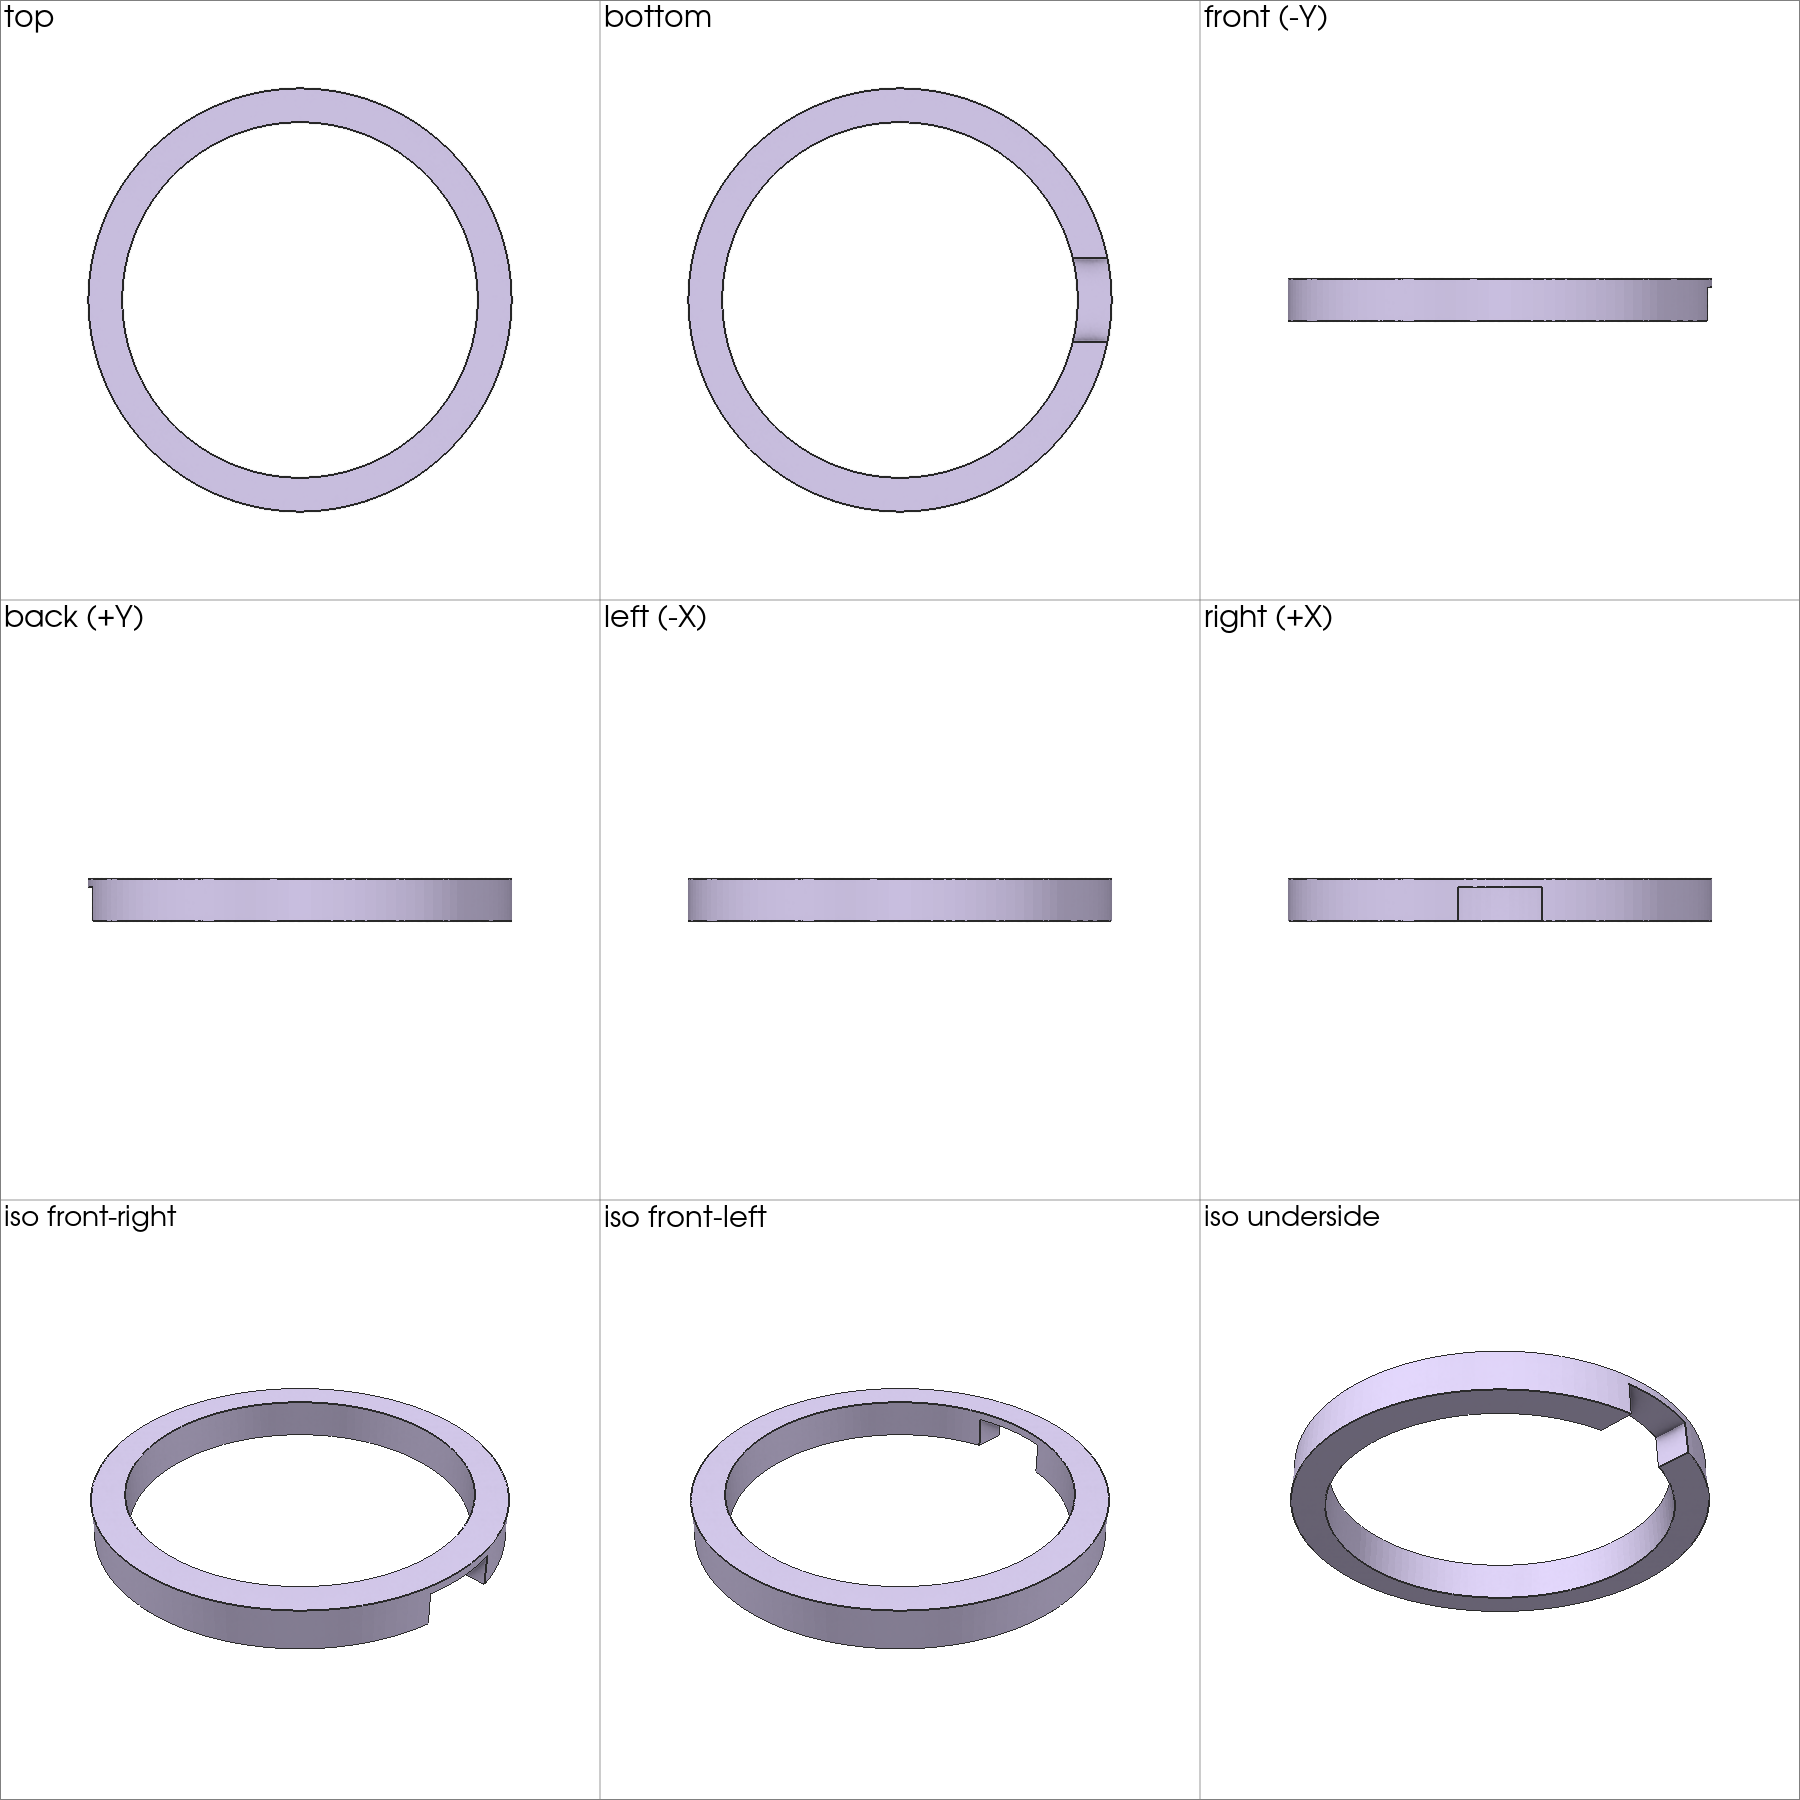 top
bottom
front (-Y)
back (+Y)
left (-X)
right (+X)
iso front-right
iso front-left
iso underside